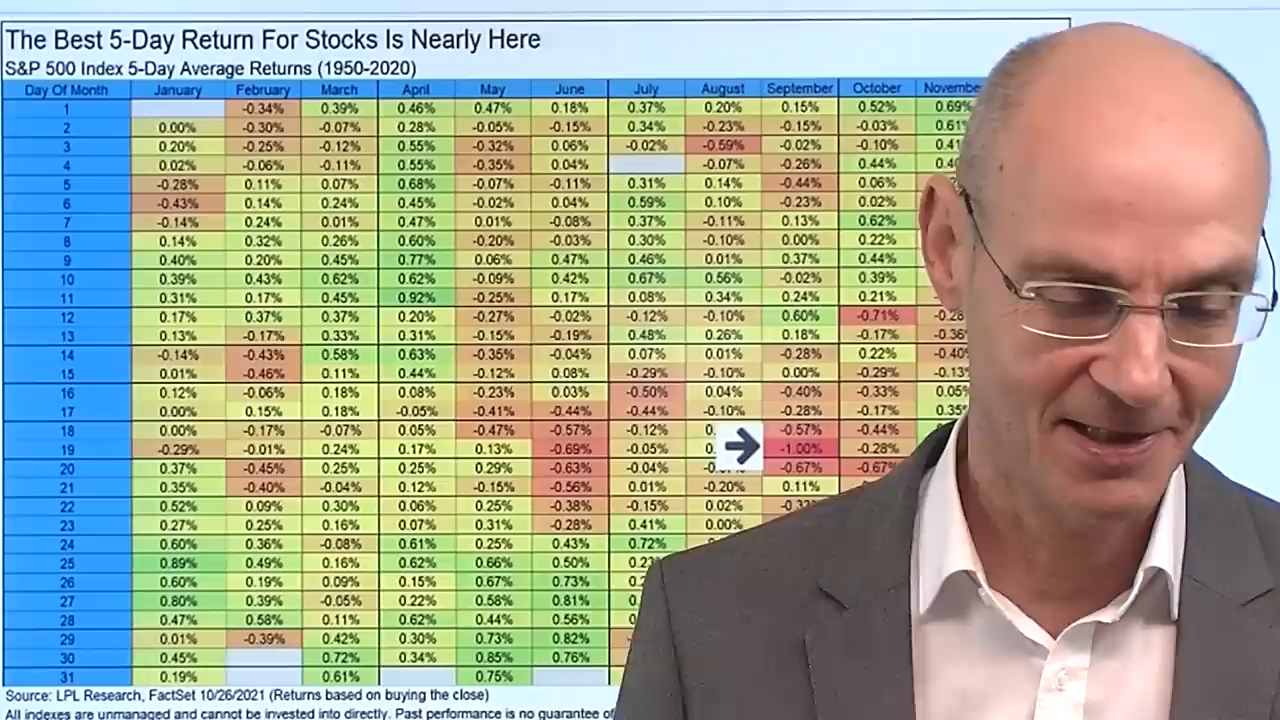 The Best 5-Day Return For Stocks Is Nearly Here
S&P 500 Index 5-Day Average Returns (1950-2020)
Day Of Month January February March April May June July August September October Novembe
1 -0.34% 0.39% 0.46% 0.47% 0.18% 0.37% 0.20% 0.15% 0.52% 0.69%
2 0.00% -0.30% -0.07% 0.28% -0.05% -0.15% 0.34% -0.23% -0.15% -0.03% 0.61%
3 0.20% -0.25% -0.12% 0.55% -0.32% 0.06% -0.02% -0.59% -0.02% -0.10% 0.41
4 0.02% -0.06% -0.11% 0.55% -0.35% 0.04% -0.07% -0.26% 0.44% 0.40
5 -0.28% 0.11% 0.07% 0.68% -0.07% -0.11% 0.31% 0.14% -0.44% 0.06%
6 -0.43% 0.14% 0.24% 0.45% -0.02% 0.04% 0.59% 0.10% -0.23% 0.02%
7 -0.14% 0.24% 0.01% 0.47% 0.01% -0.08% 0.37% -0.11% 0.13% 0.62%
8 0.14% 0.32% 0.26% 0.60% -0.20% -0.03% 0.30% -0.10% 0.00% 0.22%
9 0.40% 0.20% 0.45% 0.77% 0.06% 0.47% 0.46% 0.01% 0.37% 0.44%
10 0.39% 0.43% 0.62% 0.62% -0.09% 0.42% 0.67% 0.56% -0.02% 0.39%
11 0.31% 0.17% 0.45% 0.92% -0.25% 0.17% 0.08% 0.34% 0.24% 0.21%
12 0.17% 0.37% 0.37% 0.20% -0.27% -0.02% -0.12% -0.10% 0.60% -0.71% -0.28
13 0.13% -0.17% 0.33% 0.31% -0.15% -0.19% 0.48% 0.26% 0.18% -0.17% -0.36
14 -0.14% -0.43% 0.58% 0.63% -0.35% -0.04% 0.07% 0.01% -0.28% 0.22% -0.40
15 0.01% -0.46% 0.11% 0.44% -0.12% 0.08% -0.29% -0.10% 0.00% -0.29% -0.13
16 0.12% -0.06% 0.18% 0.08% -0.23% 0.03% -0.50% 0.04% -0.40% -0.33% 0.05
17 0.00% 0.15% 0.18% -0.05% -0.41% -0.44% -0.44% -0.10% -0.28% -0.17% 0.35
18 0.00% -0.17% -0.07% 0.05% -0.47% -0.57% -0.12% 0. -0.57% -0.44%
19 -0.29% -0.01% 0.24% 0.17% 0.13% -0.69% -0.05% 0. -1.00% -0.28%
20 0.37% -0.45% 0.25% 0.25% 0.29% -0.63% -0.04% -0.67% -0.67%
21 0.35% -0.40% -0.04% 0.12% -0.15% -0.56% 0.01% -0.20% 0.11%
22 0.52% 0.09% 0.30% 0.06% 0.25% -0.38% -0.15% 0.02%
23 0.27% 0.25% 0.16% 0.07% 0.31% -0.28% 0.41% 0.00%
24 0.60% 0.36% -0.08% 0.61% 0.25% 0.43% 0.72%
25 0.89% 0.49% 0.16% 0.62% 0.66% 0.50% 0.23
26 0.60% 0.19% 0.09% 0.15% 0.67% 0.73%
27 0.80% 0.39% -0.05% 0.22% 0.58% 0.81%
28 0.47% 0.58% 0.11% 0.62% 0.44% 0.56%
29 0.01% -0.39% 0.42% 0.30% 0.73% 0.82%
30 0.45% 0.72% 0.34% 0.85% 0.76%
31 0.19% 0.61% 0.75%
Source: LPL Research, FactSet 10/26/2021 (Returns based on buying the close)
All indexes are unmanaged and cannot be invested into directly. Past performance is no guarantee of